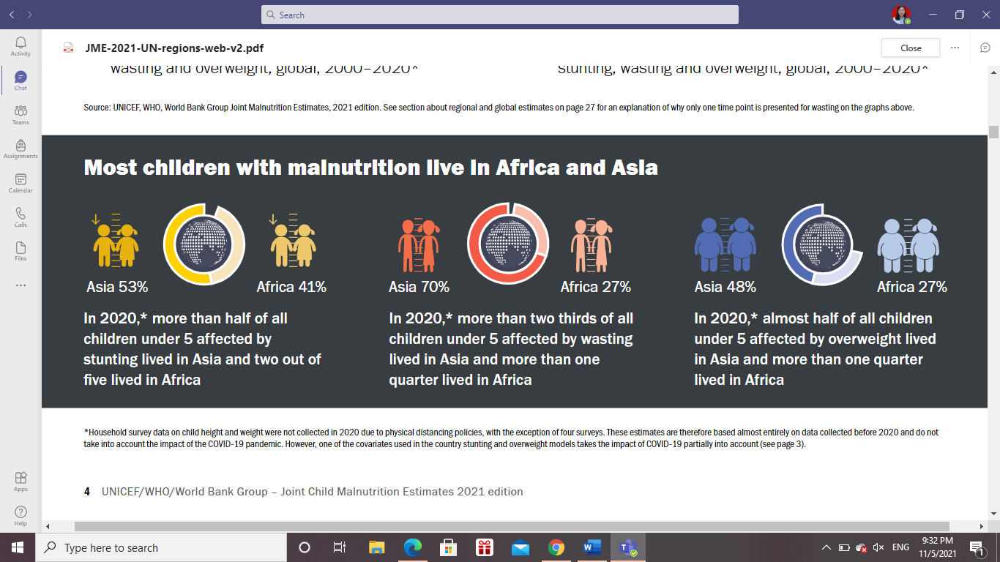 Search
JME-2021-UN-regions-web-v2.pdf
Close
Activity
Chat
Teams
Assignments
Calendar
Calls
Files
Apps
Help
wasting and overweight, global, 2000–2020*
stunting, wasting and overweight, global, 2000–2020*
Source: UNICEF, WHO, World Bank Group Joint Malnutrition Estimates, 2021 edition. See section about regional and global estimates on page 27 for an explanation of why only one time point is presented for wasting on the graphs above.
Most children with malnutrition live in Africa and Asia
Asia 53%
Africa 41%
In 2020,* more than half of all
children under 5 affected by
stunting lived in Asia and two out of
five lived in Africa
Asia 70%
Africa 27%
In 2020,* more than two thirds of all
children under 5 affected by wasting
lived in Asia and more than one
quarter lived in Africa
Asia 48%
Africa 27%
In 2020,* almost half of all children
under 5 affected by overweight lived
in Asia and more than one quarter
lived in Africa
*Household survey data on child height and weight were not collected in 2020 due to physical distancing policies, with the exception of four surveys. These estimates are therefore based almost entirely on data collected before 2020 and do not
take into account the impact of the COVID-19 pandemic. However, one of the covariates used in the country stunting and overweight models takes the impact of COVID-19 partially into account (see page 3).
4 UNICEF/WHO/World Bank Group – Joint Child Malnutrition Estimates 2021 edition
Type here to search
ENG
9:32 PM
11/5/2021
1